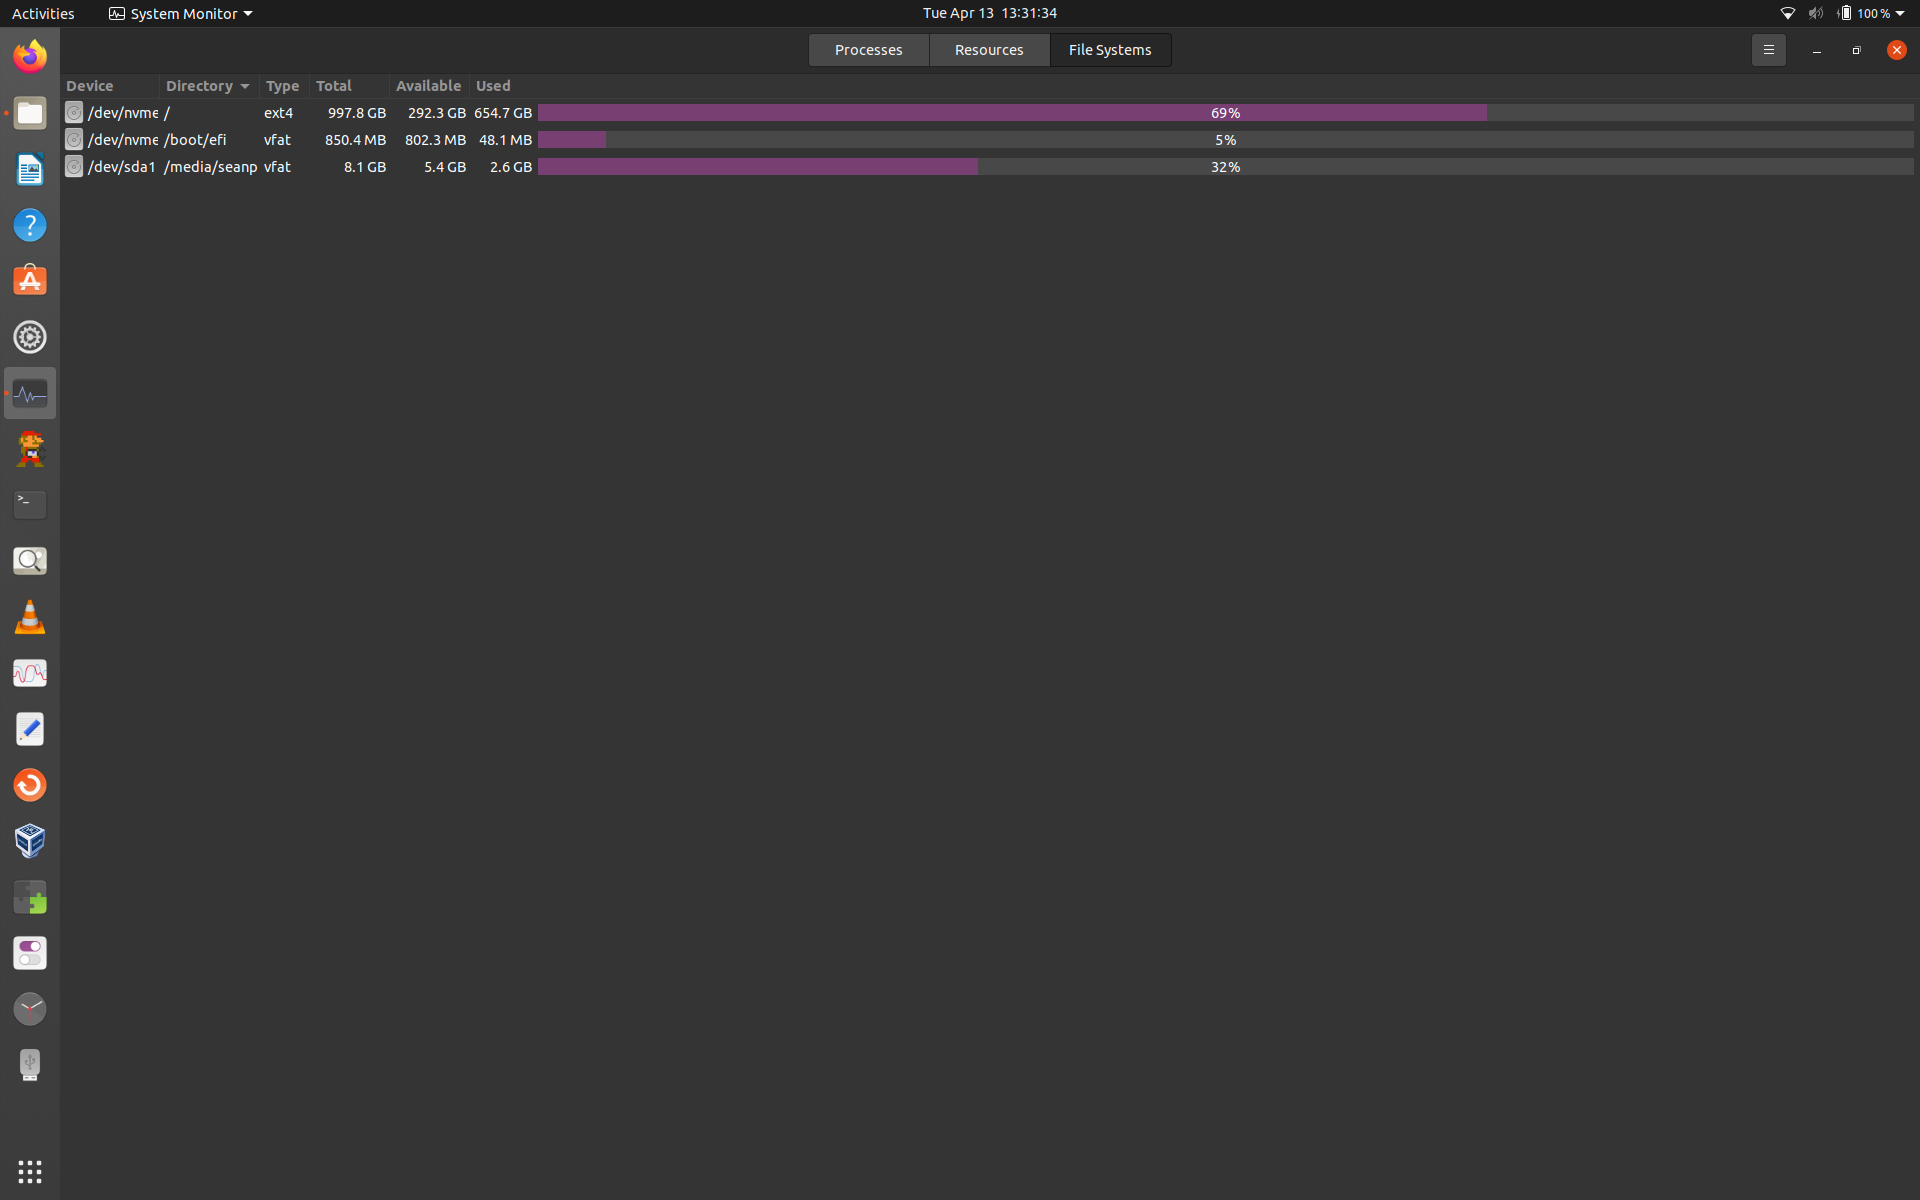 Activities System Monitor Tue Apr 13 13:31:34 100 %
Processes Resources File Systems
Device Directory Type Total Available Used
/dev/nvme / ext4 997.8 GB 292.3 GB 654.7 GB 69%
/dev/nvme /boot/efi vfat 850.4 MB 802.3 MB 48.1 MB 5%
/dev/sda1 /media/seanp vfat 8.1 GB 5.4 GB 2.6 GB 32%
?
>_